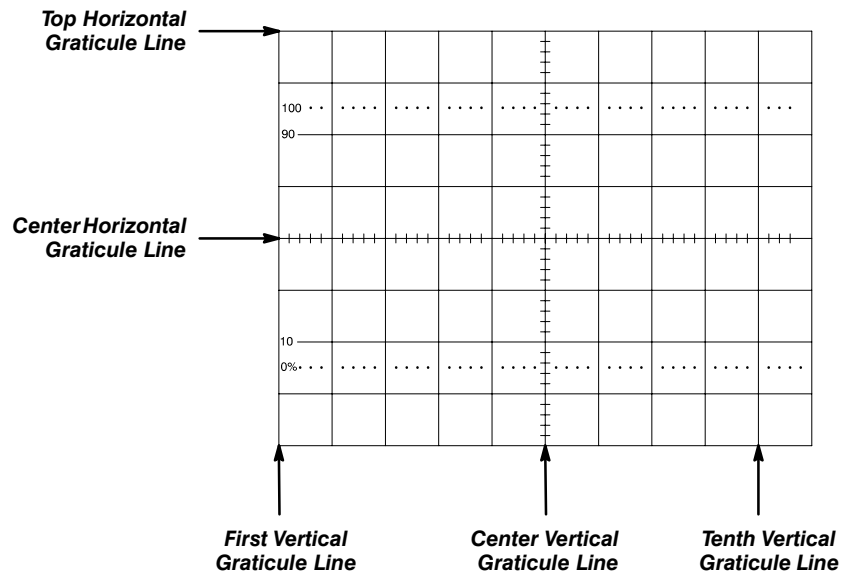 Top Horizontal
Graticule Line
100
90
Center Horizontal
Graticule Line
10
0%
First Vertical
Graticule Line
Center Vertical
Graticule Line
Tenth Vertical
Graticule Line